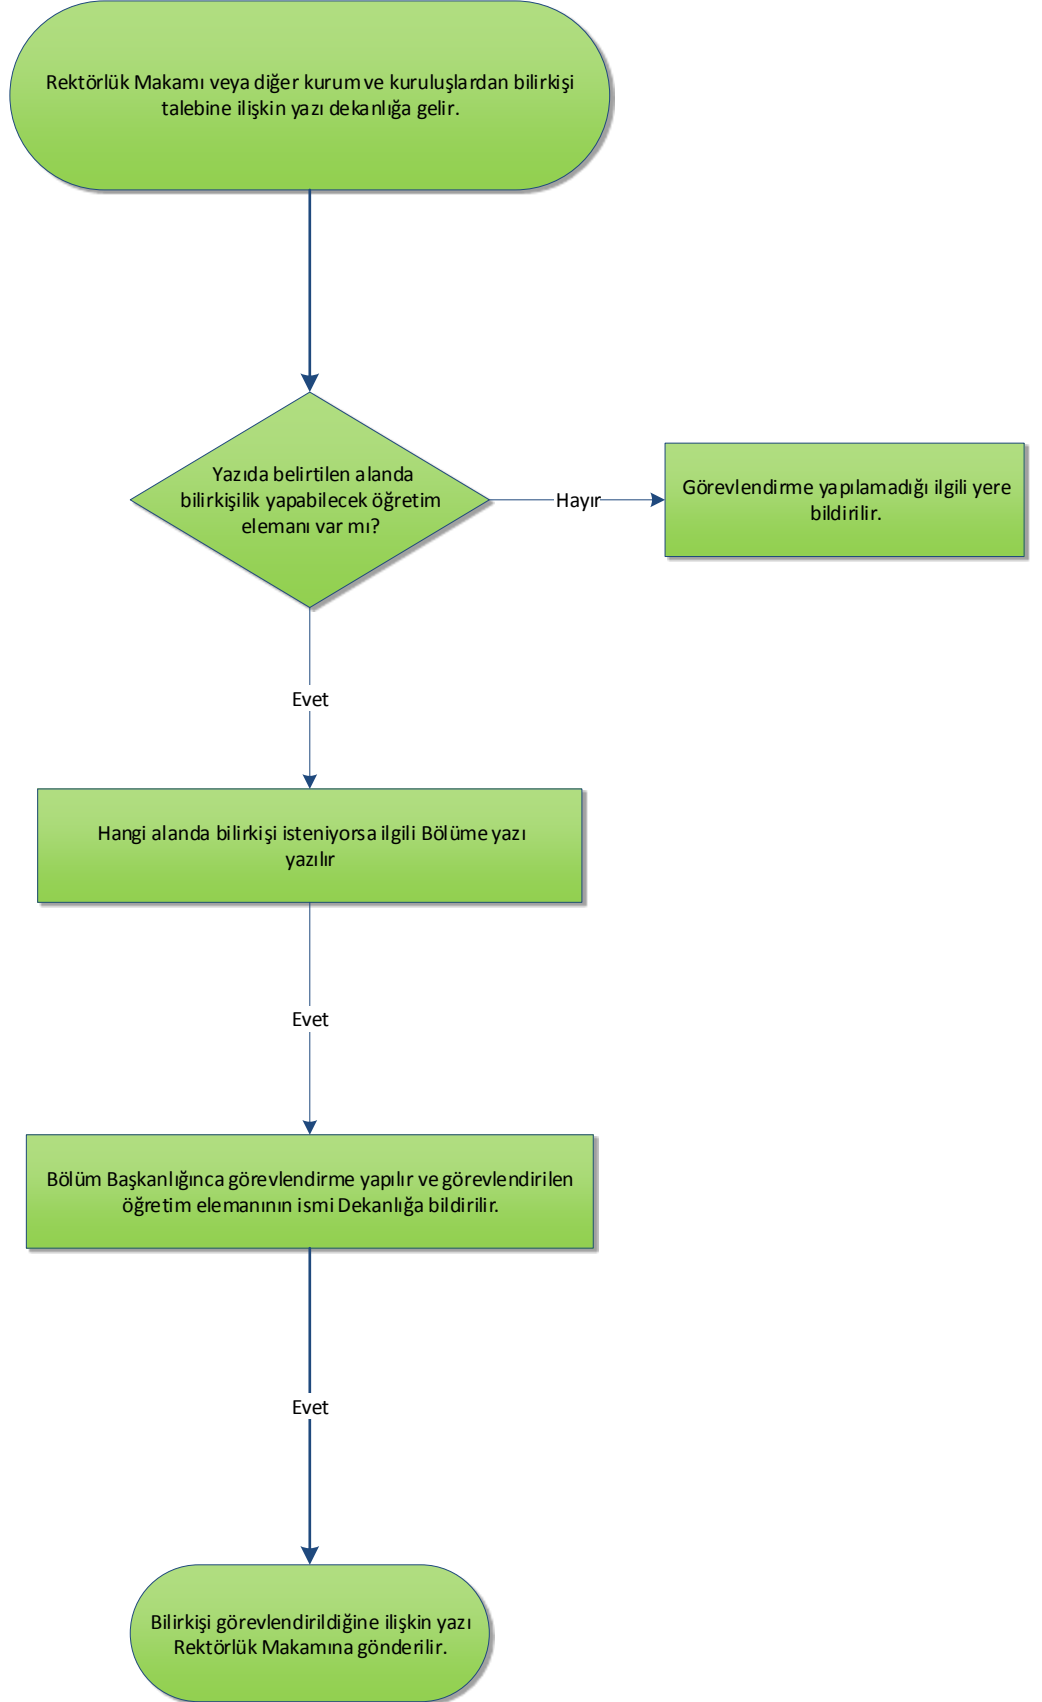 Rektörlük Makamı veya diğer kurum ve kuruluşlardan bilirkişi
talebine ilişkin yazı dekanlığa gelir.
Yazıda belirtilen alanda
bilirkişilik yapabilecek öğretim
elemanı var mı?
Hayır
Görevlendirme yapılamadığı ilgili yere
bildirilir.
Evet
Hangi alanda bilirkişi isteniyorsa ilgili Bölüme yazı
yazılır
Evet
Bölüm Başkanlığınca görevlendirme yapılır ve görevlendirilen
öğretim elemanının ismi Dekanlığa bildirilir.
Evet
Bilirkişi görevlendirildiğine ilişkin yazı
Rektörlük Makamına gönderilir.